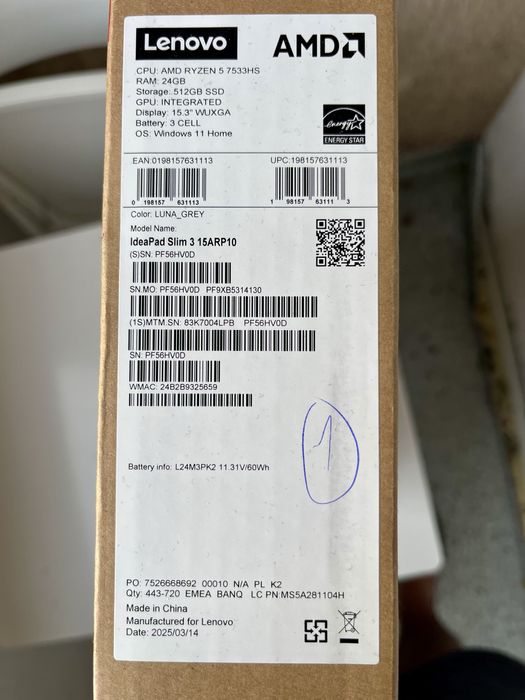 Lenovo AMD
CPU: AMD RYZEN 5 7533HS
RAM: 24GB
Storage: 512GB SSD
GPU: INTEGRATED
Display: 15.3" WUXGA
Battery: 3 CELL
OS: Windows 11 Home
energy
ENERGY STAR
EAN:0198157631113 UPC:198157631113
0 198157 631113 1 98157 63111 3
Color: LUNA_GREY
Model Name:
IdeaPad Slim 3 15ARP10
(S)SN: PF56HV0D
SN.MO: PF56HV0D PF9XB5314130
(1S)MTM.SN: 83K7004LPB PF56HV0D
SN: PF56HV0D
WMAC: 24B2B9325659
1
Battery info: L24M3PK2 11.31V/60Wh
PO: 7526668692 00010 N/A PL K2
Qty: 443-720 EMEA BANQ LC PN:MS5A281104H
Made in China
Manufactured for Lenovo
Date: 2025/03/14